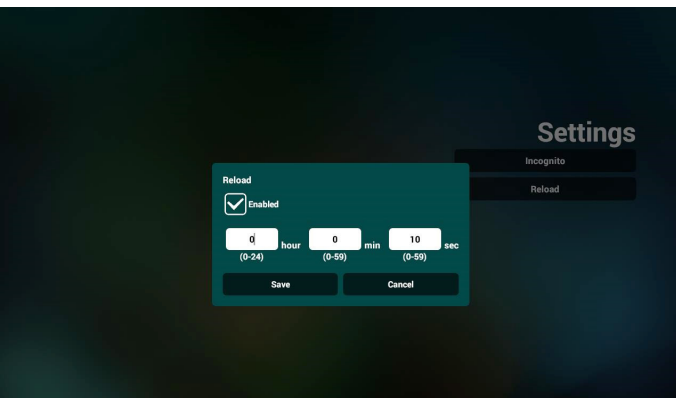 Settings
Incognito
Reload
Reload
Enabled
0 hour 0 min 10 sec
(0-24) (0-59) (0-59)
Save Cancel